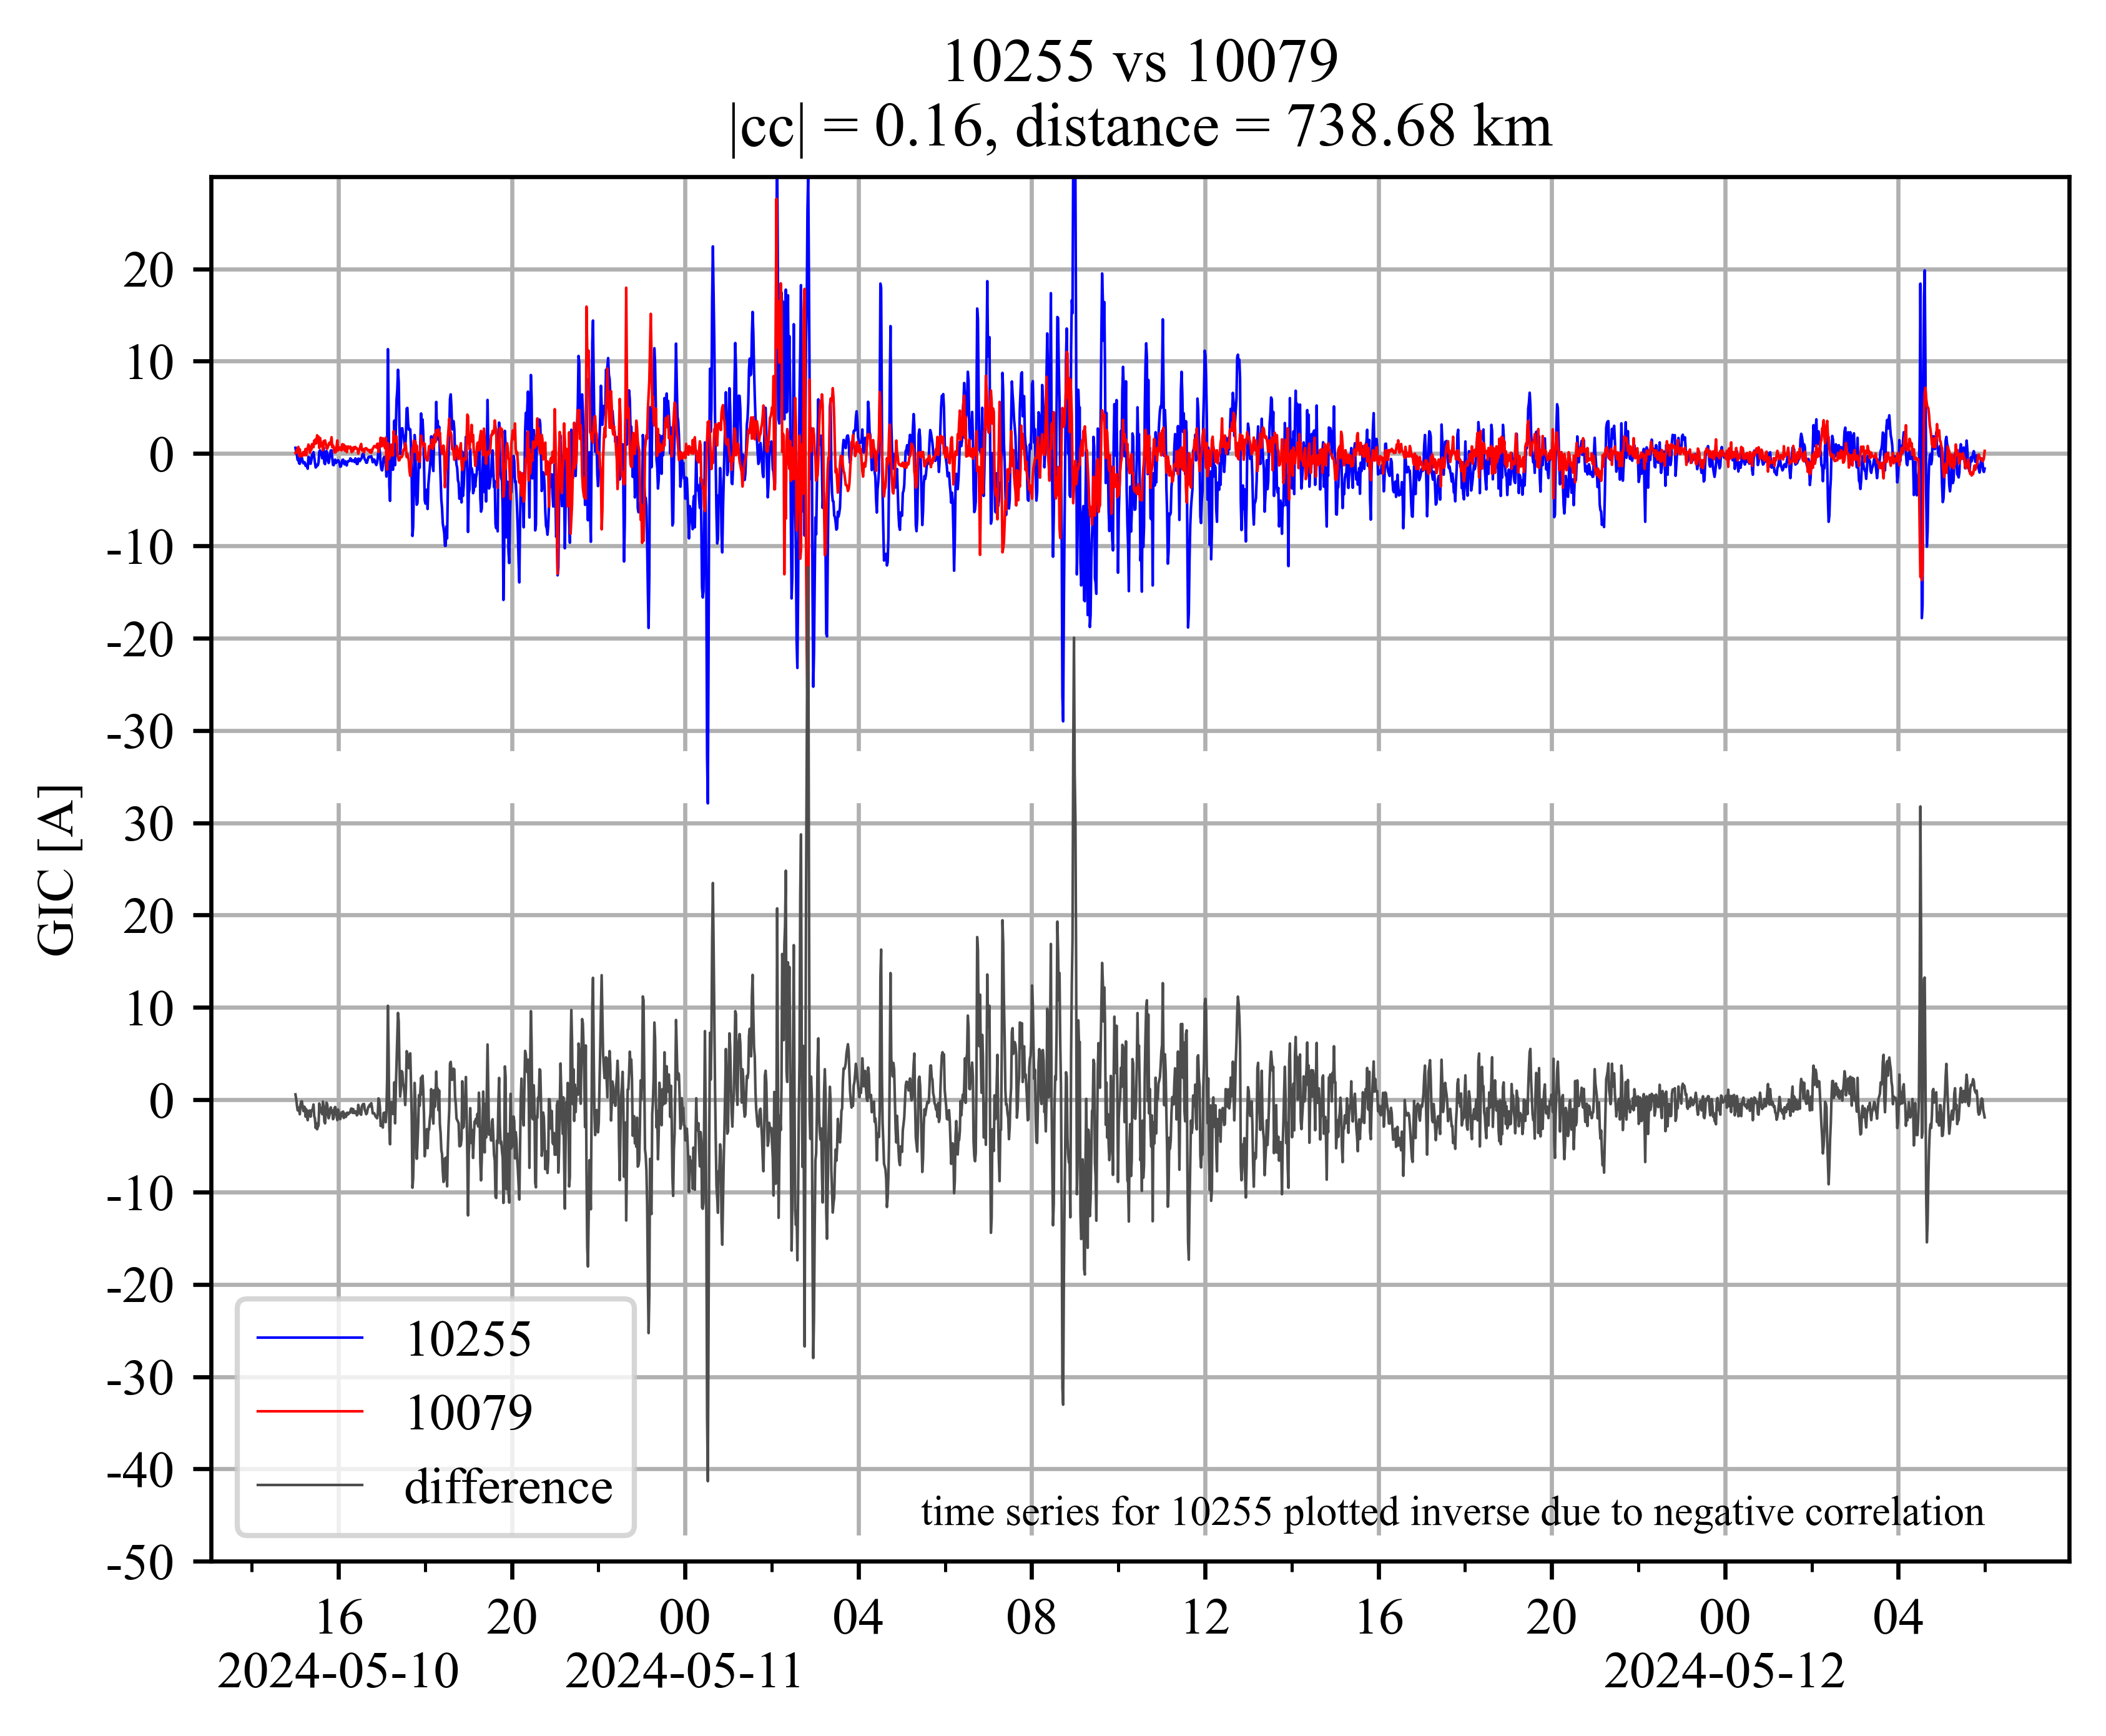 10255 vs 10079
|cc| = 0.16, distance = 738.68 km
GIC [A]
20
10
0
-10
-20
-30
30
20
10
0
-10
-20
-30
-40
-50
10255
10079
difference
time series for 10255 plotted inverse due to negative correlation
16 20 00 04 08 12 16 20 00 04
2024-05-10 2024-05-11 2024-05-12